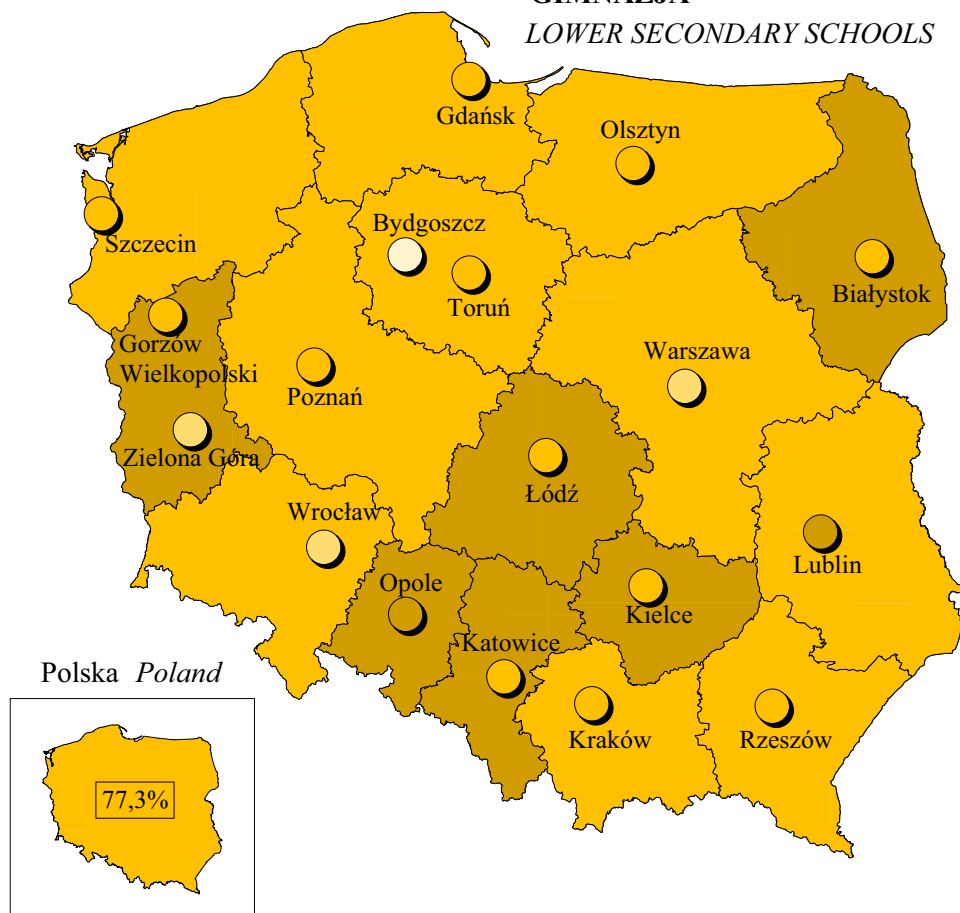 GIMNAZJA
LOWER SECONDARY SCHOOLS
Gdańsk
Olsztyn
Szczecin
Bydgoszcz
Toruń
Białystok
Gorzów
Wielkopolski
Poznań
Warszawa
Zielona Góra
Łódź
Wrocław
Lublin
Opole
Kielce
Katowice
Kraków
Rzeszów
Polska Poland
77,3%